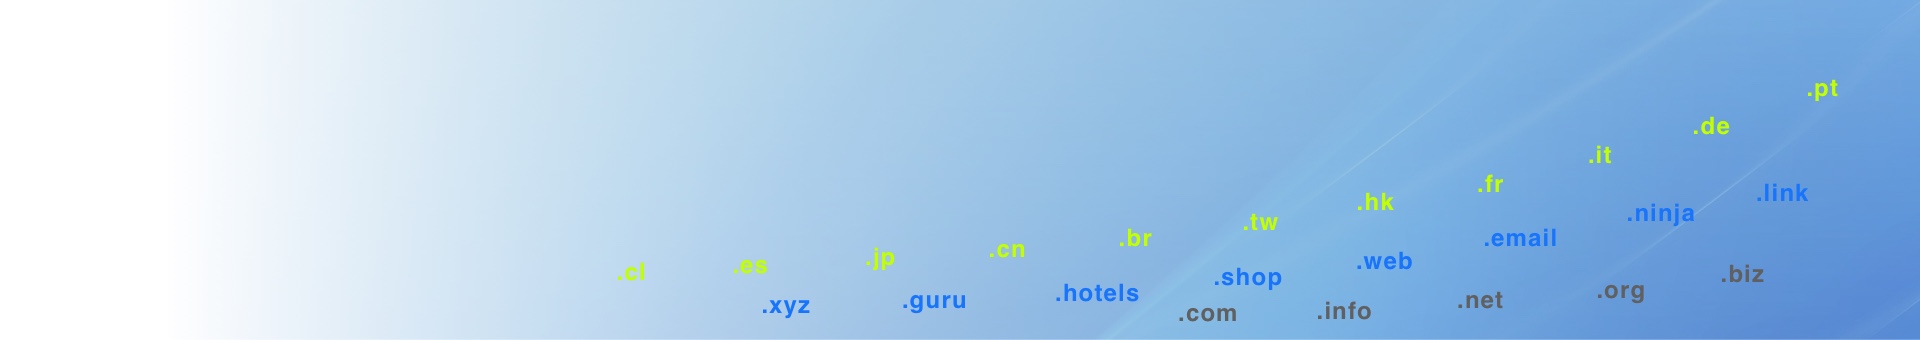 .cl .es .jp .cn .br .tw .hk .fr .it .de .pt
.xyz .guru .hotels .shop .web .email .ninja .link
.com .info .net .org .biz